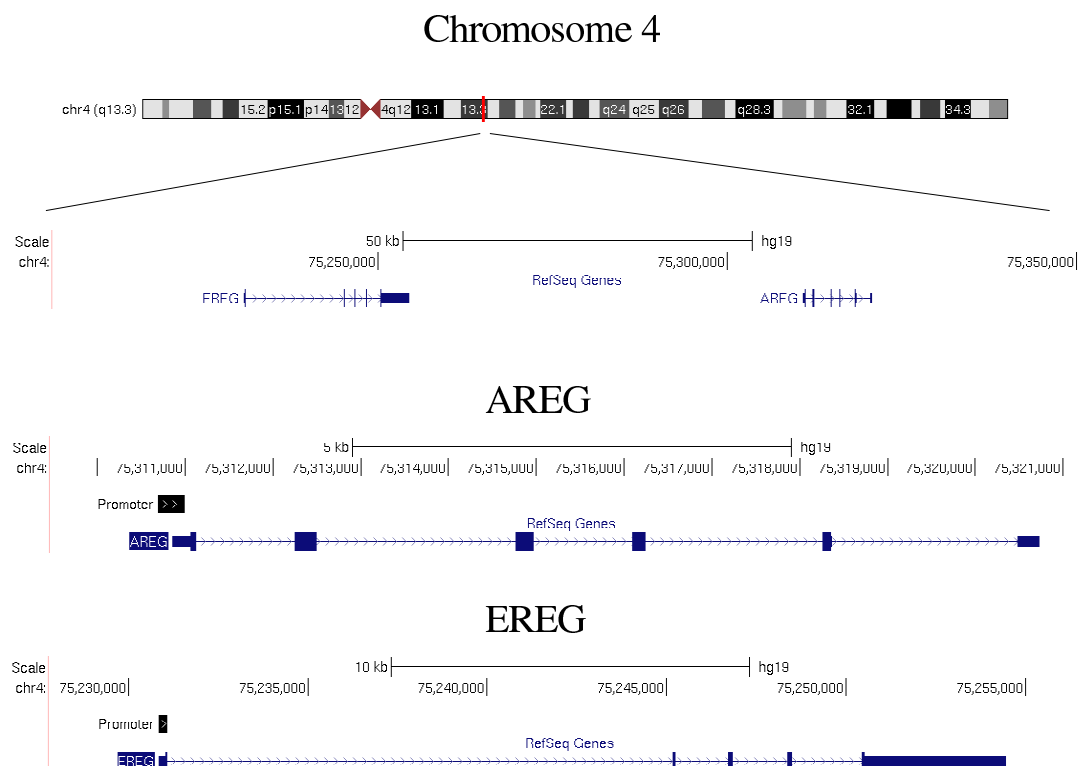 Chromosome 4
chr4 (q13.3) 15.2 p15.1 p14 1312 4q12 13.1 13.3 22.1 q24 q25 q26 q28.3 32.1 34.3
Scale 50 kb hg19
chr4: 75,250,000 75,300,000 75,350,000
RefSeq Genes
EREG AREG
AREG
Scale 5 kb hg19
chr4: 75,311,000 75,312,000 75,313,000 75,314,000 75,315,000 75,316,000 75,317,000 75,318,000 75,319,000 75,320,000 75,321,000
Promoter
RefSeq Genes
AREG
EREG
Scale 10 kb hg19
chr4: 75,230,000 75,235,000 75,240,000 75,245,000 75,250,000 75,255,000
Promoter
RefSeq Genes
EREG